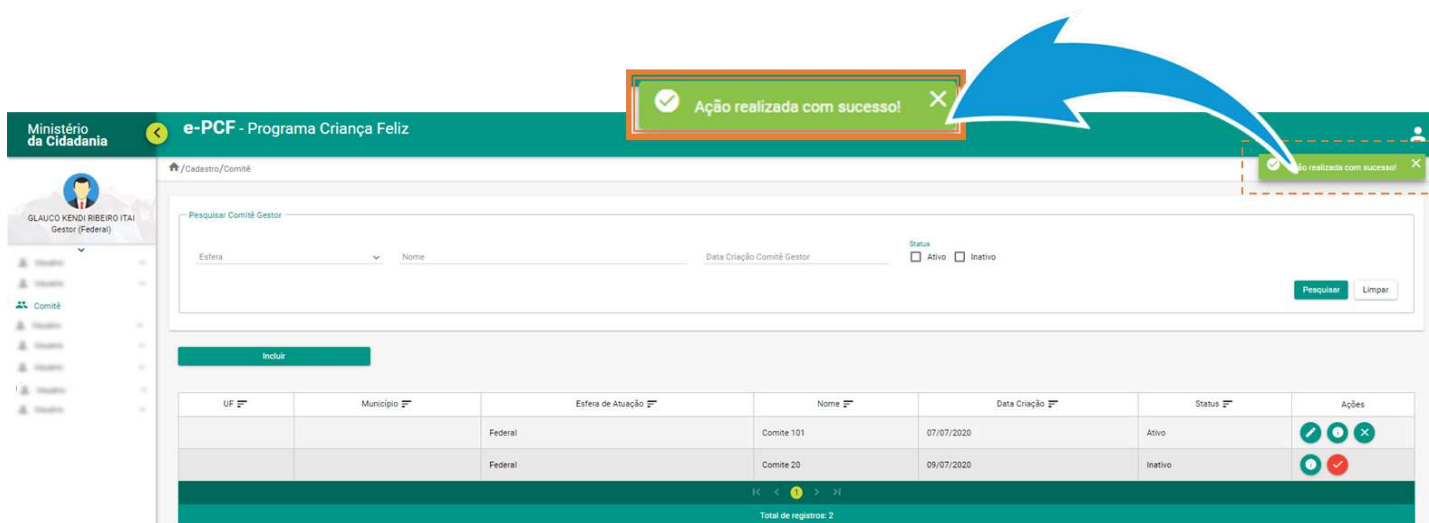 Ação realizada com sucesso!
Ministério
da Cidadania
e-PCF - Programa Criança Feliz
/Cadastro/Comitê
realizada com sucesso!
GLAUCO KENDI RIBEIRO ITAI
Gestor (Federal)
Pesquisar Comitê Gestor
Esfera
Nome
Data Criação Comitê Gestor
Status
Ativo
Inativo
Comitê
Pesquisar
Limpar
Incluir
UF Município Esfera de Atuação Nome Data Criação Status Ações
Federal Comite 101 07/07/2020 Ativo
Federal Comite 20 09/07/2020 Inativo
1
Total de registros: 2